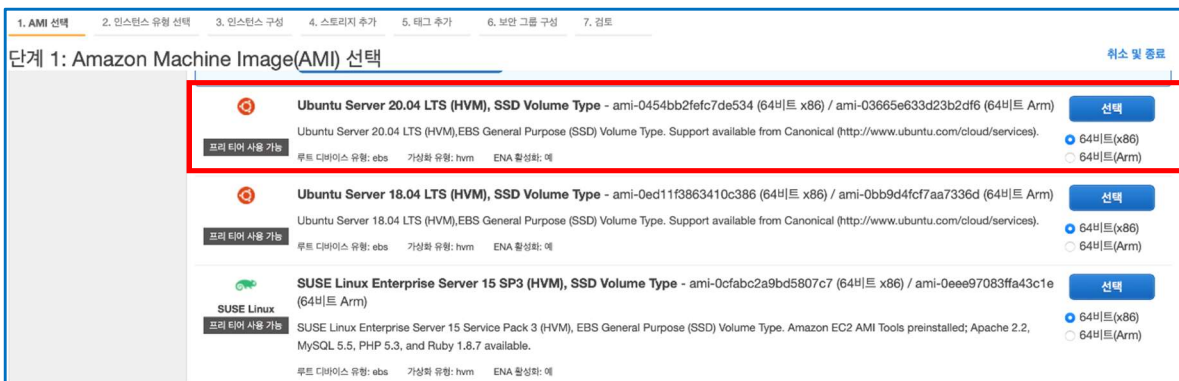 1. AMI 선택 2. 인스턴스 유형 선택 3. 인스턴스 구성 4. 스토리지 추가 5. 태그 추가 6. 보안 그룹 구성 7. 검토
단계 1: Amazon Machine Image(AMI) 선택 취소 및 종료
Ubuntu Server 20.04 LTS (HVM), SSD Volume Type - ami-0454bb2fefc7de534 (64비트 x86) / ami-03665e633d23b2df6 (64비트 Arm) 선택
Ubuntu Server 20.04 LTS (HVM),EBS General Purpose (SSD) Volume Type. Support available from Canonical (http://www.ubuntu.com/cloud/services).
64비트(x86)
프리 티어 사용 가능
루트 디바이스 유형: ebs 가상화 유형: hvm ENA 활성화: 예
64비트(Arm)
Ubuntu Server 18.04 LTS (HVM), SSD Volume Type - ami-0ed11f3863410c386 (64비트 x86) / ami-0bb9d4fcf7aa7336d (64비트 Arm) 선택
Ubuntu Server 18.04 LTS (HVM),EBS General Purpose (SSD) Volume Type. Support available from Canonical (http://www.ubuntu.com/cloud/services).
64비트(x86)
프리 티어 사용 가능
루트 디바이스 유형: ebs 가상화 유형: hvm ENA 활성화: 예
64비트(Arm)
SUSE Linux Enterprise Server 15 SP3 (HVM), SSD Volume Type - ami-0cfabc2a9bd5807c7 (64비트 x86) / ami-0eee97083ffa43c1e 선택
(64비트 Arm)
SUSE Linux
64비트(x86)
프리 티어 사용 가능
SUSE Linux Enterprise Server 15 Service Pack 3 (HVM), EBS General Purpose (SSD) Volume Type. Amazon EC2 AMI Tools preinstalled; Apache 2.2,
64비트(Arm)
MySQL 5.5, PHP 5.3, and Ruby 1.8.7 available.
루트 디바이스 유형: ebs 가상화 유형: hvm ENA 활성화: 예